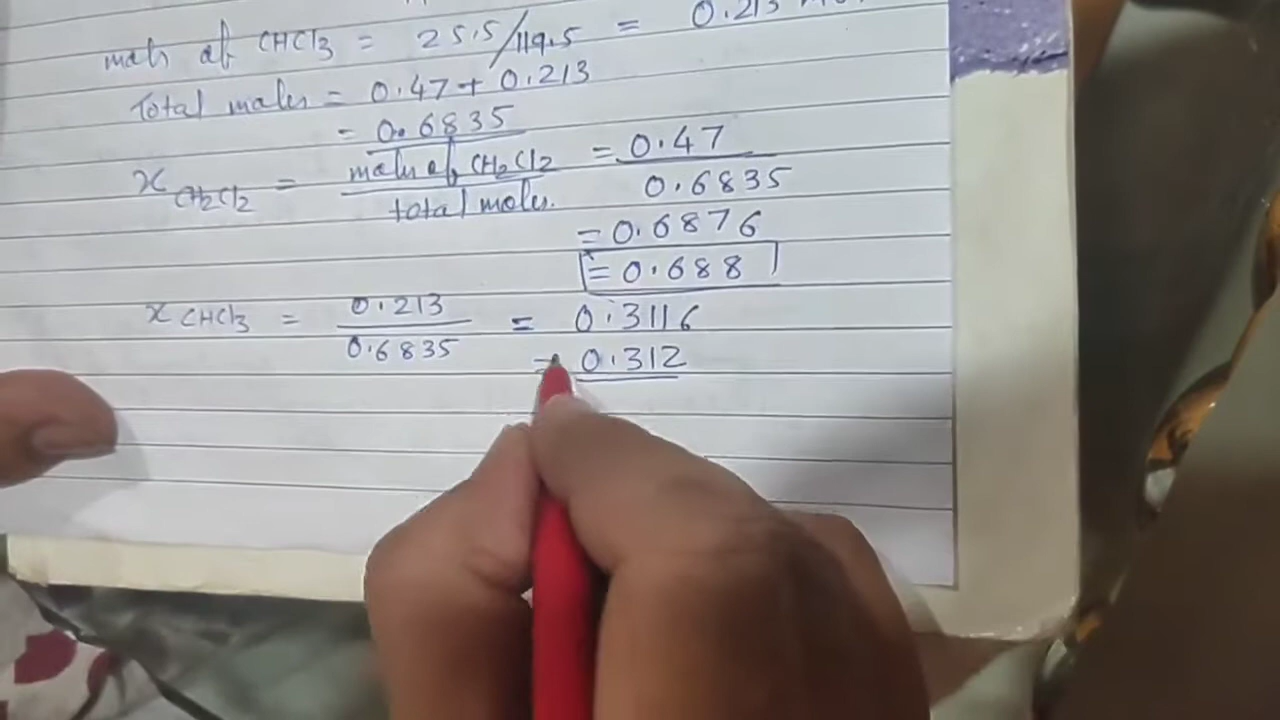 mols of CHCl3 = 25.5/119.5 = 0.213
Total moles = 0.47 + 0.213
= 0.6835
x CH2Cl2 = mols of CH2Cl2 / total moles. = 0.47 / 0.6835
= 0.6876
= 0.688
x CHCl3 = 0.213 / 0.6835 = 0.3116
= 0.312